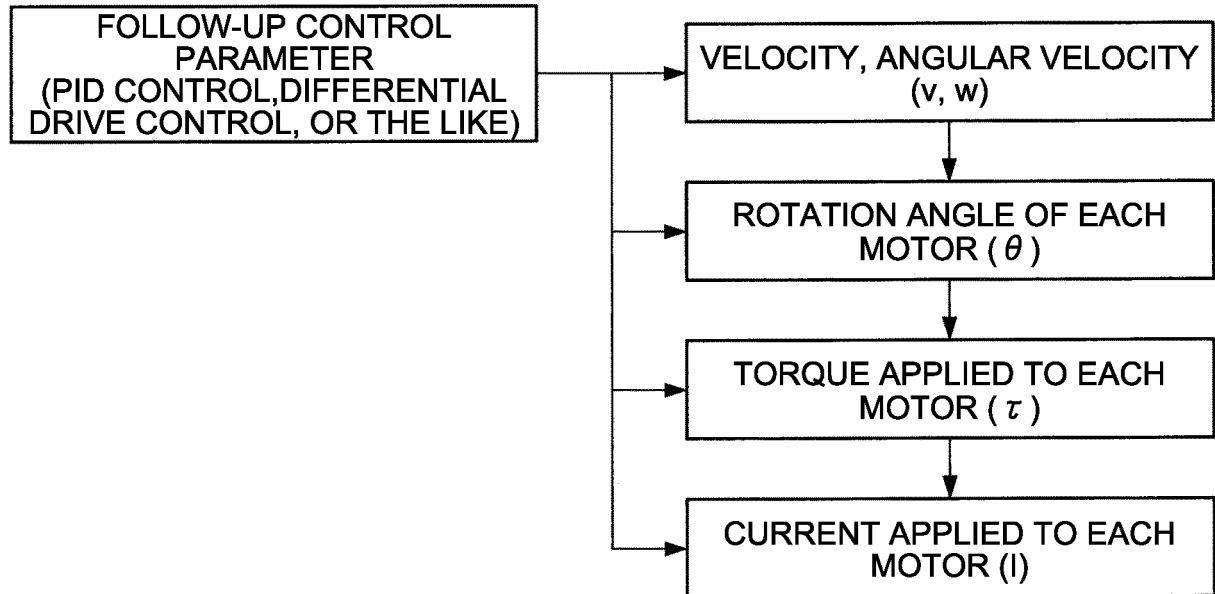 FOLLOW-UP CONTROL
PARAMETER
(PID CONTROL,DIFFERENTIAL
DRIVE CONTROL, OR THE LIKE)
VELOCITY, ANGULAR VELOCITY
(v, w)
ROTATION ANGLE OF EACH
MOTOR ( θ )
TORQUE APPLIED TO EACH
MOTOR ( τ )
CURRENT APPLIED TO EACH
MOTOR (I)